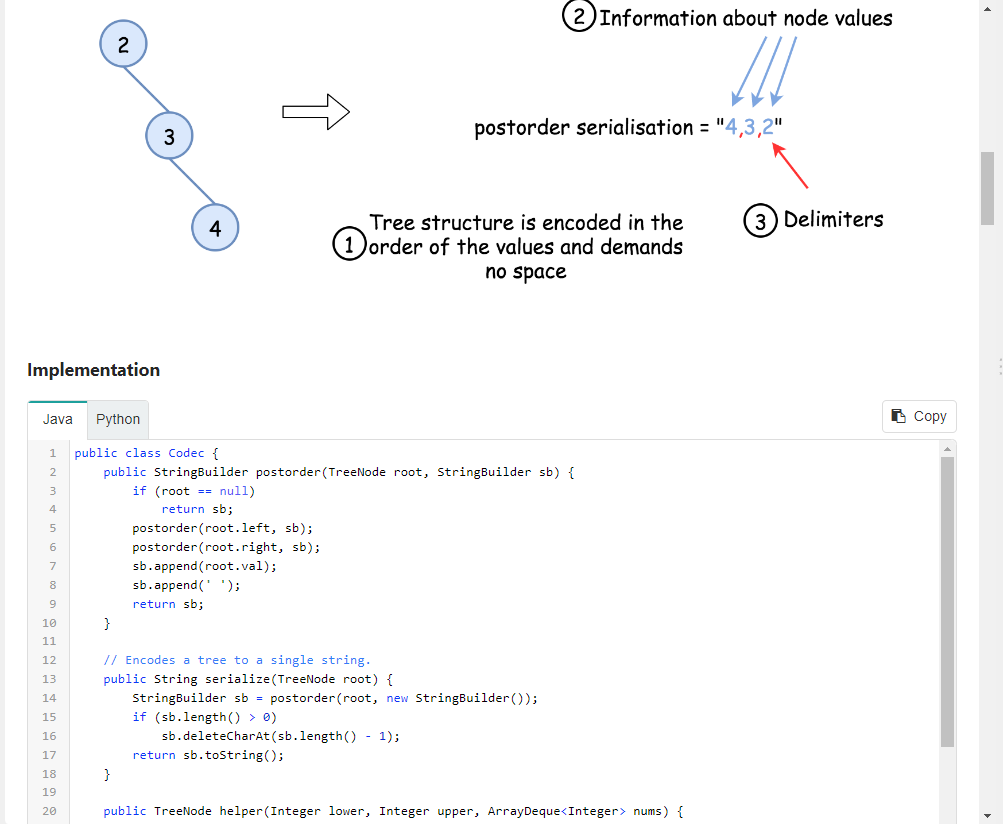 2
3
4
② Information about node values
postorder serialisation = "4,3,2"
① Tree structure is encoded in the
order of the values and demands
no space
③ Delimiters
Implementation
Java Python Copy
1 public class Codec {
2     public StringBuilder postorder(TreeNode root, StringBuilder sb) {
3         if (root == null)
4             return sb;
5         postorder(root.left, sb);
6         postorder(root.right, sb);
7         sb.append(root.val);
8         sb.append(' ');
9         return sb;
10     }
11
12     // Encodes a tree to a single string.
13     public String serialize(TreeNode root) {
14         StringBuilder sb = postorder(root, new StringBuilder());
15         if (sb.length() > 0)
16             sb.deleteCharAt(sb.length() - 1);
17         return sb.toString();
18     }
19
20     public TreeNode helper(Integer lower, Integer upper, ArrayDeque<Integer> nums) {